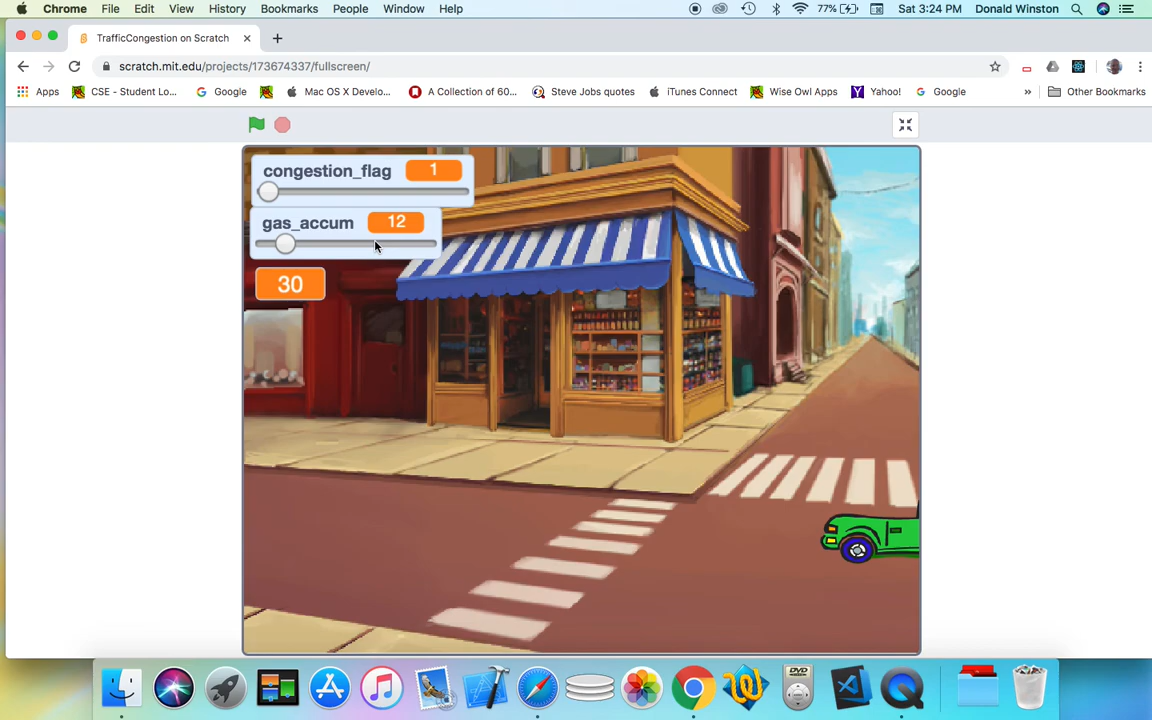 Chrome File Edit View History Bookmarks People Window Help 77% Sat 3:24 PM Donald Winston
TrafficCongestion on Scratch
scratch.mit.edu/projects/173674337/fullscreen/
Apps CSE - Student Lo... Google Mac OS X Develo... A Collection of 60... Steve Jobs quotes iTunes Connect Wise Owl Apps Yahoo! Google » Other Bookmarks
congestion_flag 1
gas_accum 12
30